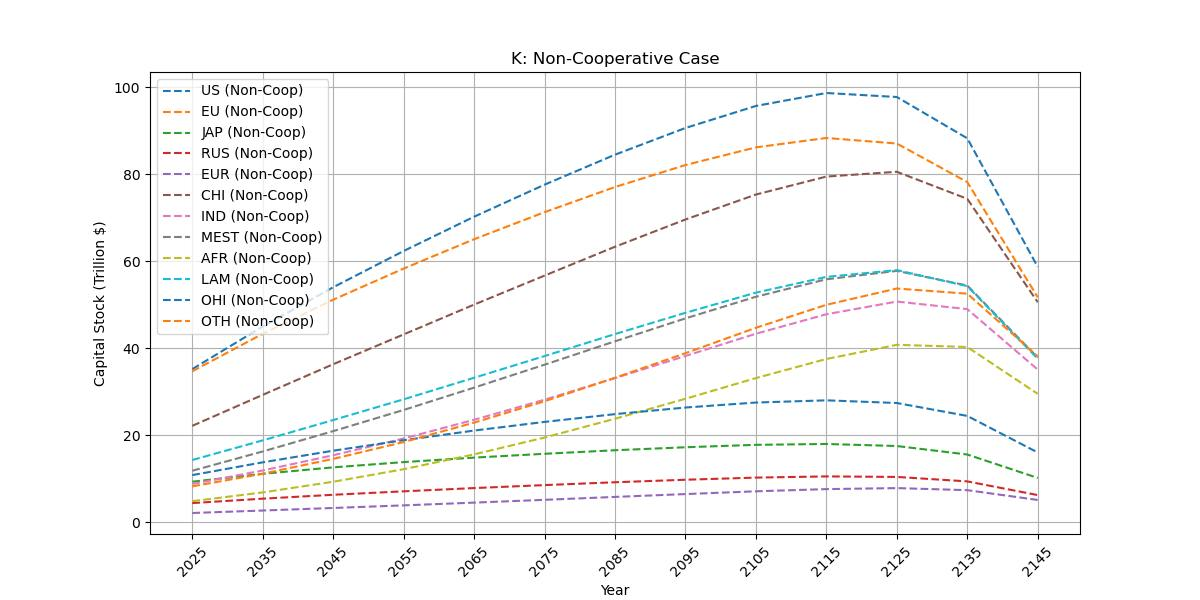 K: Non-Cooperative Case
US (Non-Coop)
EU (Non-Coop)
JAP (Non-Coop)
RUS (Non-Coop)
EUR (Non-Coop)
CHI (Non-Coop)
IND (Non-Coop)
MEST (Non-Coop)
AFR (Non-Coop)
LAM (Non-Coop)
OHI (Non-Coop)
OTH (Non-Coop)
Capital Stock (Trillion $)
100
80
60
40
20
0
2025
2035
2045
2055
2065
2075
2085
2095
2105
2115
2125
2135
2145
Year